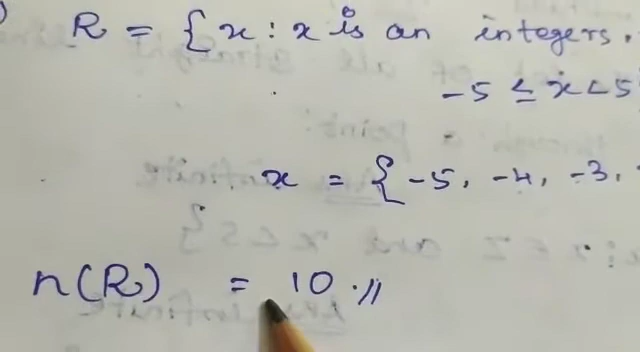 ) R = { x : x is an integers.
-5 ≤ x < 5
x = { -5, -4, -3,
n(R) = 10.//